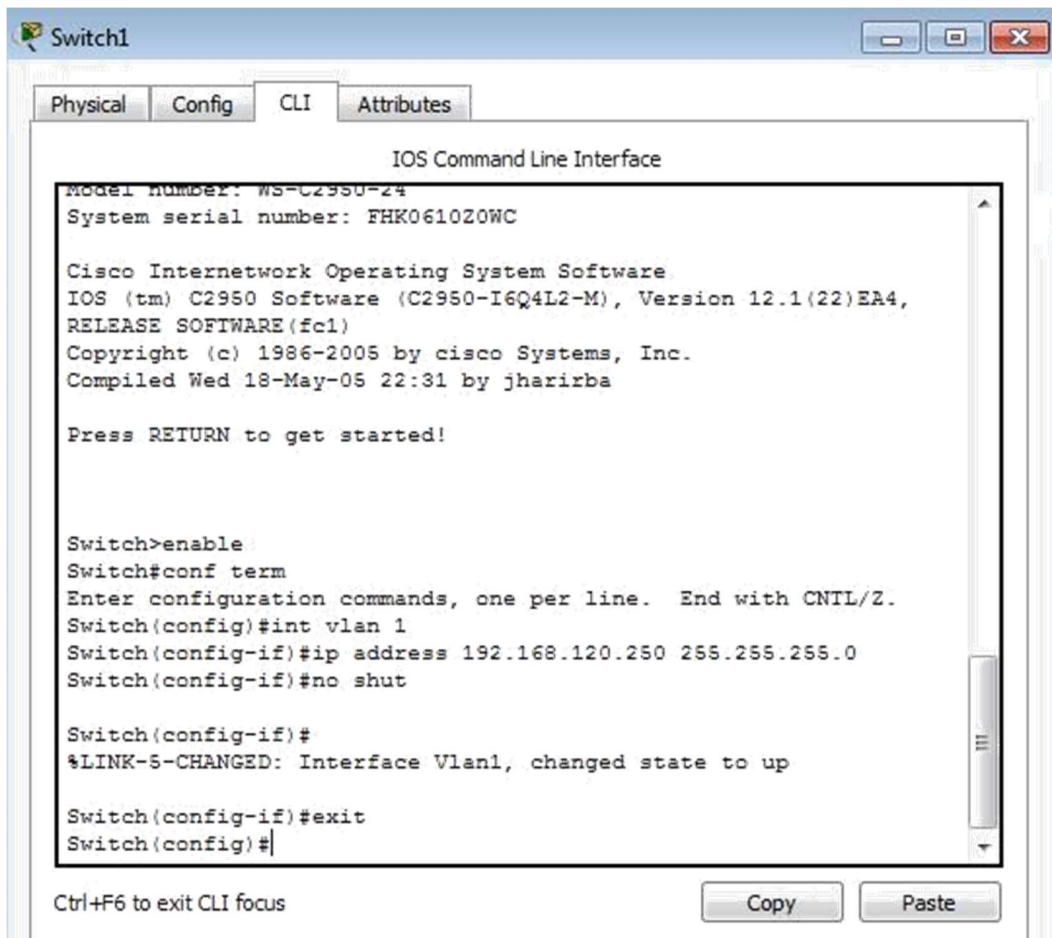 Switch1
Physical
Config
CLI
Attributes
IOS Command Line Interface
Model number: WS-C2950-24
System serial number: FHK0610Z0WC
Cisco Internetwork Operating System Software
IOS (tm) C2950 Software (C2950-I6Q4L2-M), Version 12.1(22)EA4,
RELEASE SOFTWARE(fc1)
Copyright (c) 1986-2005 by cisco Systems, Inc.
Compiled Wed 18-May-05 22:31 by jharirba
Press RETURN to get started!
Switch>enable
Switch#conf term
Enter configuration commands, one per line.  End with CNTL/Z.
Switch(config)#int vlan 1
Switch(config-if)#ip address 192.168.120.250 255.255.255.0
Switch(config-if)#no shut
Switch(config-if)#
%LINK-5-CHANGED: Interface Vlan1, changed state to up
Switch(config-if)#exit
Switch(config)#
Ctrl+F6 to exit CLI focus
Copy
Paste